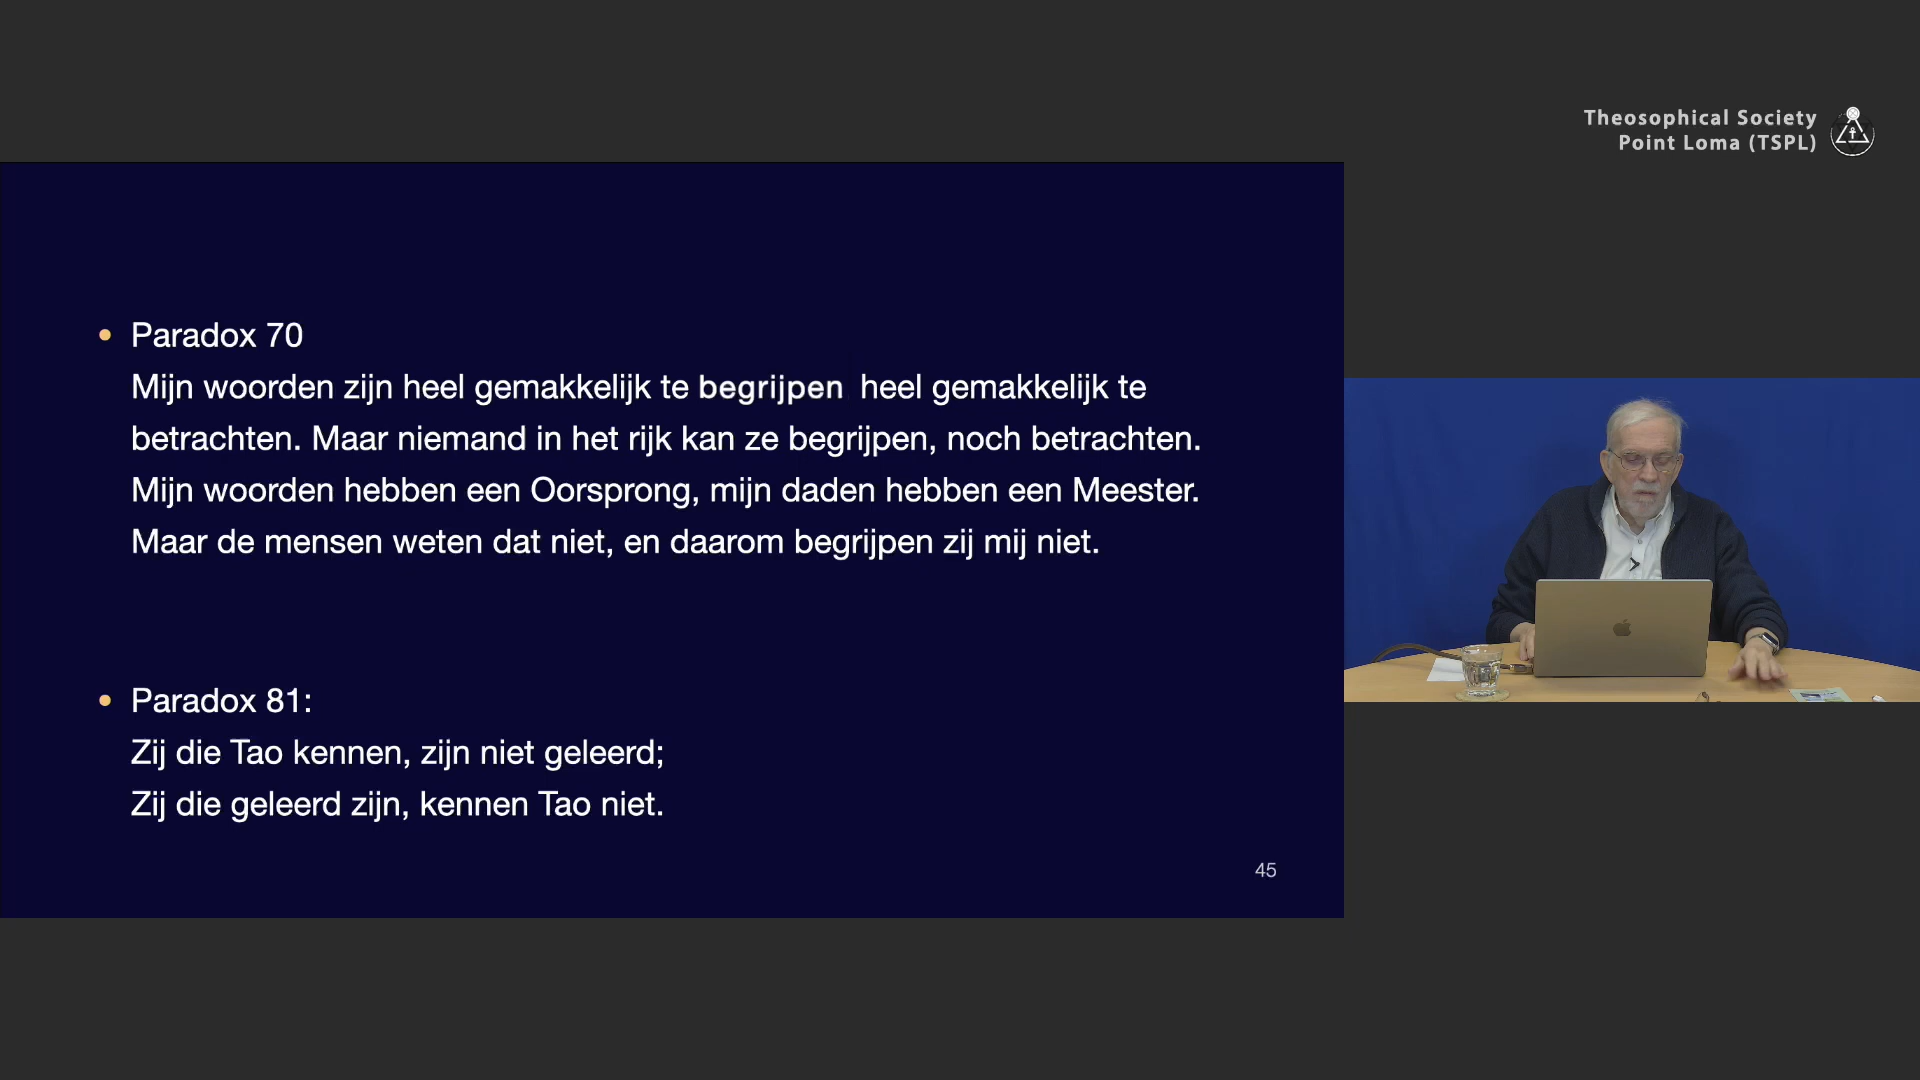 Theosophical Society
Point Loma (TSPL)
• Paradox 70
Mijn woorden zijn heel gemakkelijk te begrijpen heel gemakkelijk te
betrachten. Maar niemand in het rijk kan ze begrijpen, noch betrachten.
Mijn woorden hebben een Oorsprong, mijn daden hebben een Meester.
Maar de mensen weten dat niet, en daarom begrijpen zij mij niet.
• Paradox 81:
Zij die Tao kennen, zijn niet geleerd;
Zij die geleerd zijn, kennen Tao niet.
45